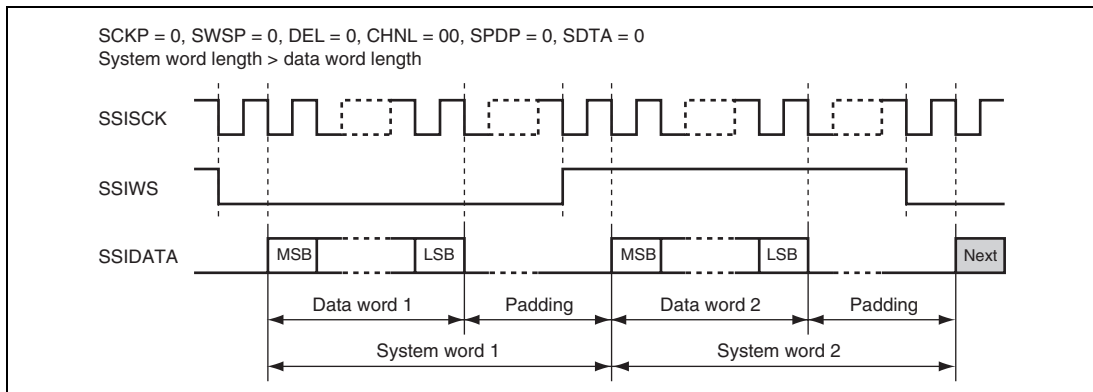 SCKP = 0, SWSP = 0, DEL = 0, CHNL = 00, SPDP = 0, SDTA = 0
System word length > data word length
SSISCK
SSIWS
SSIDATA
MSB
LSB
MSB
LSB
Next
Data word 1
Padding
Data word 2
Padding
System word 1
System word 2